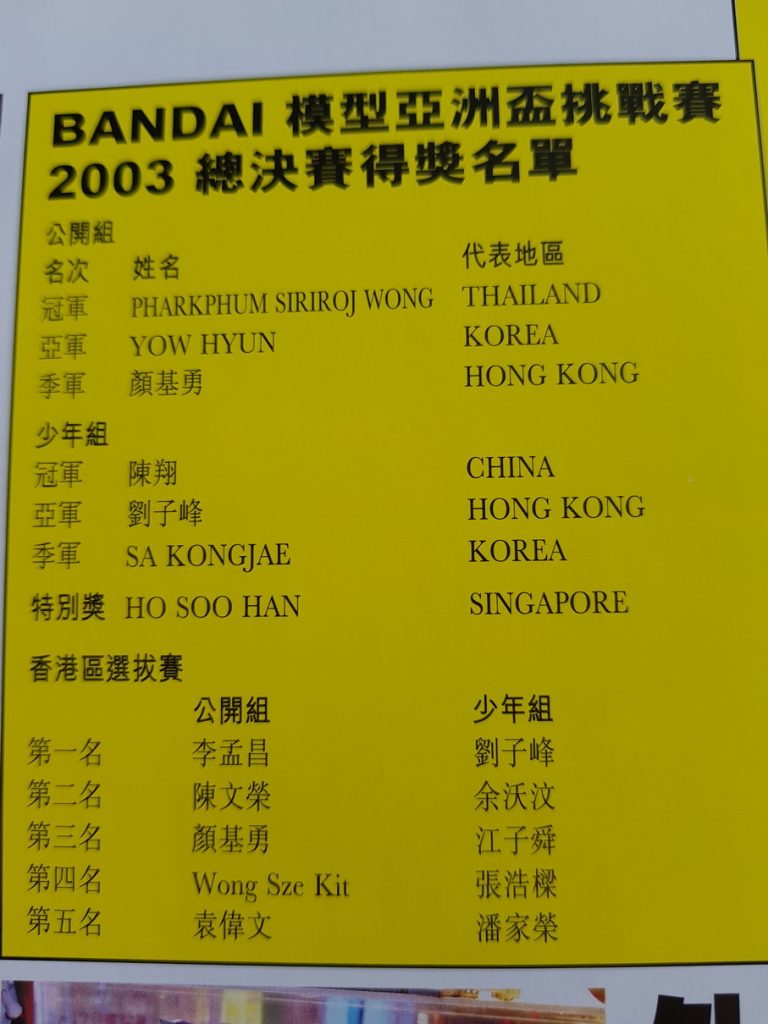 BANDAI 模型亞洲盃挑戰賽
2003 總決賽得獎名單
公開組
名次 姓名 代表地區
冠軍 PHARKPHUM SIRIROJ WONG THAILAND
亞軍 YOW HYUN KOREA
季軍 顏基勇 HONG KONG
少年組
冠軍 陳翔 CHINA
亞軍 劉子峰 HONG KONG
季軍 SA KONGJAE KOREA
特別獎 HO SOO HAN SINGAPORE
香港區選拔賽
公開組 少年組
第一名 李孟昌 劉子峰
第二名 陳文榮 余沃汶
第三名 顏基勇 江子舜
第四名 Wong Sze Kit 張浩樑
第五名 袁偉文 潘家榮